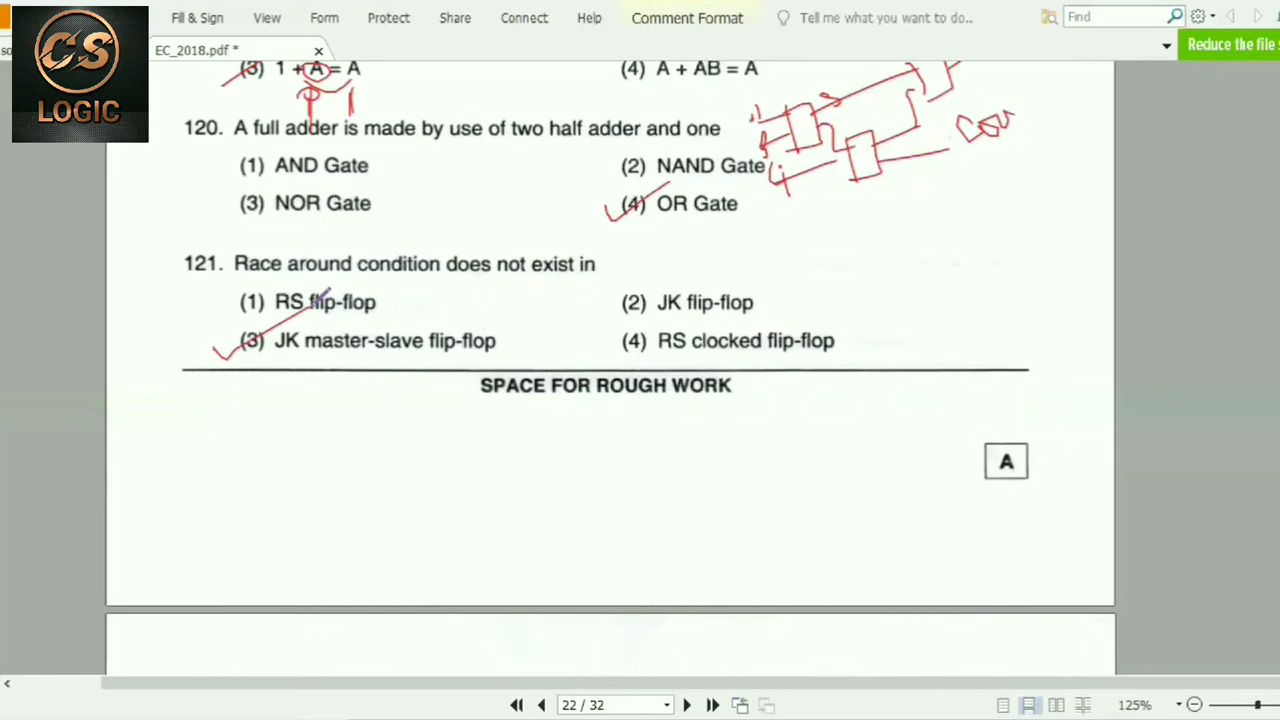 CS
LOGIC
Fill & Sign View Form Protect Share Connect Help Comment Format Tell me what you want to do.. Find
EC_2018.pdf * Reduce the file
(3) 1 + A = A (4) A + AB = A
120. A full adder is made by use of two half adder and one
(1) AND Gate (2) NAND Gate
(3) NOR Gate (4) OR Gate
121. Race around condition does not exist in
(1) RS flip-flop (2) JK flip-flop
(3) JK master-slave flip-flop (4) RS clocked flip-flop
SPACE FOR ROUGH WORK
A
22 / 32 125%